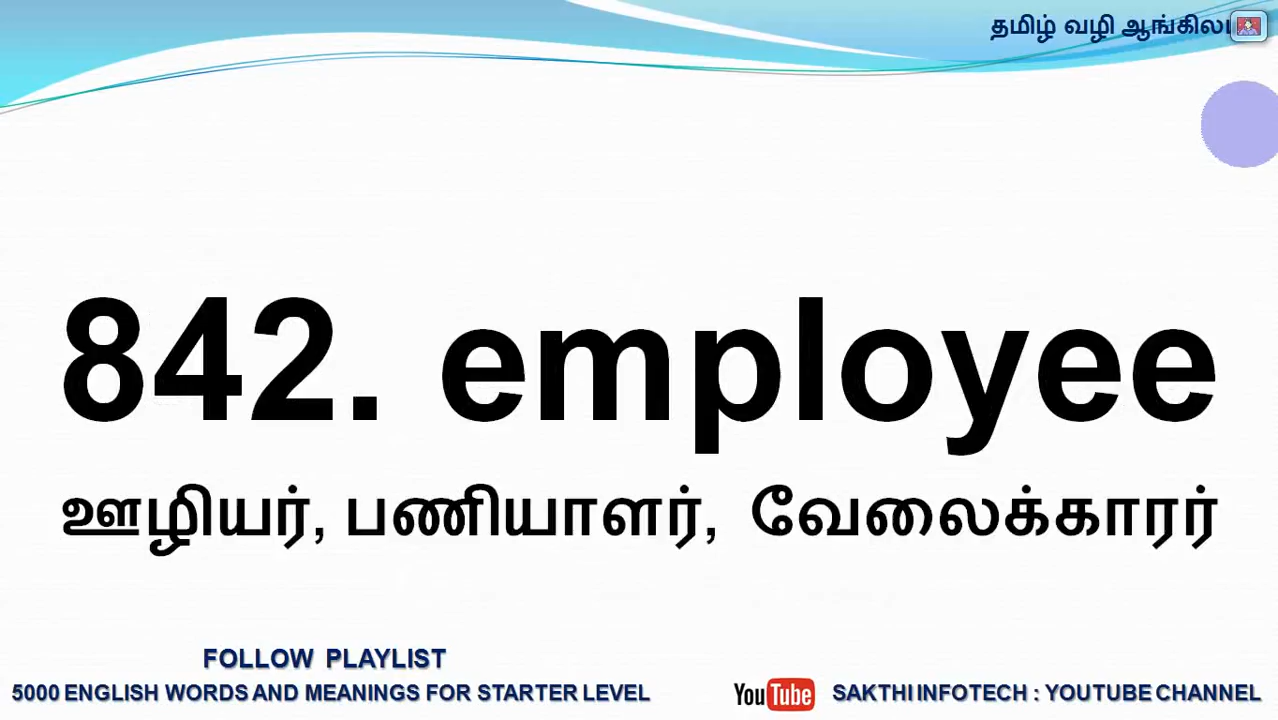 தமிழ் வழி
842. employee
ஊழியர், பணியாளர், வேலைக்காரர்
FOLLOW PLAYLIST
5000 ENGLISH WORDS AND MEANINGS FOR STARTER LEVEL
YouTube SAKTHI INFOTECH : YOUTUBE CHANNEL